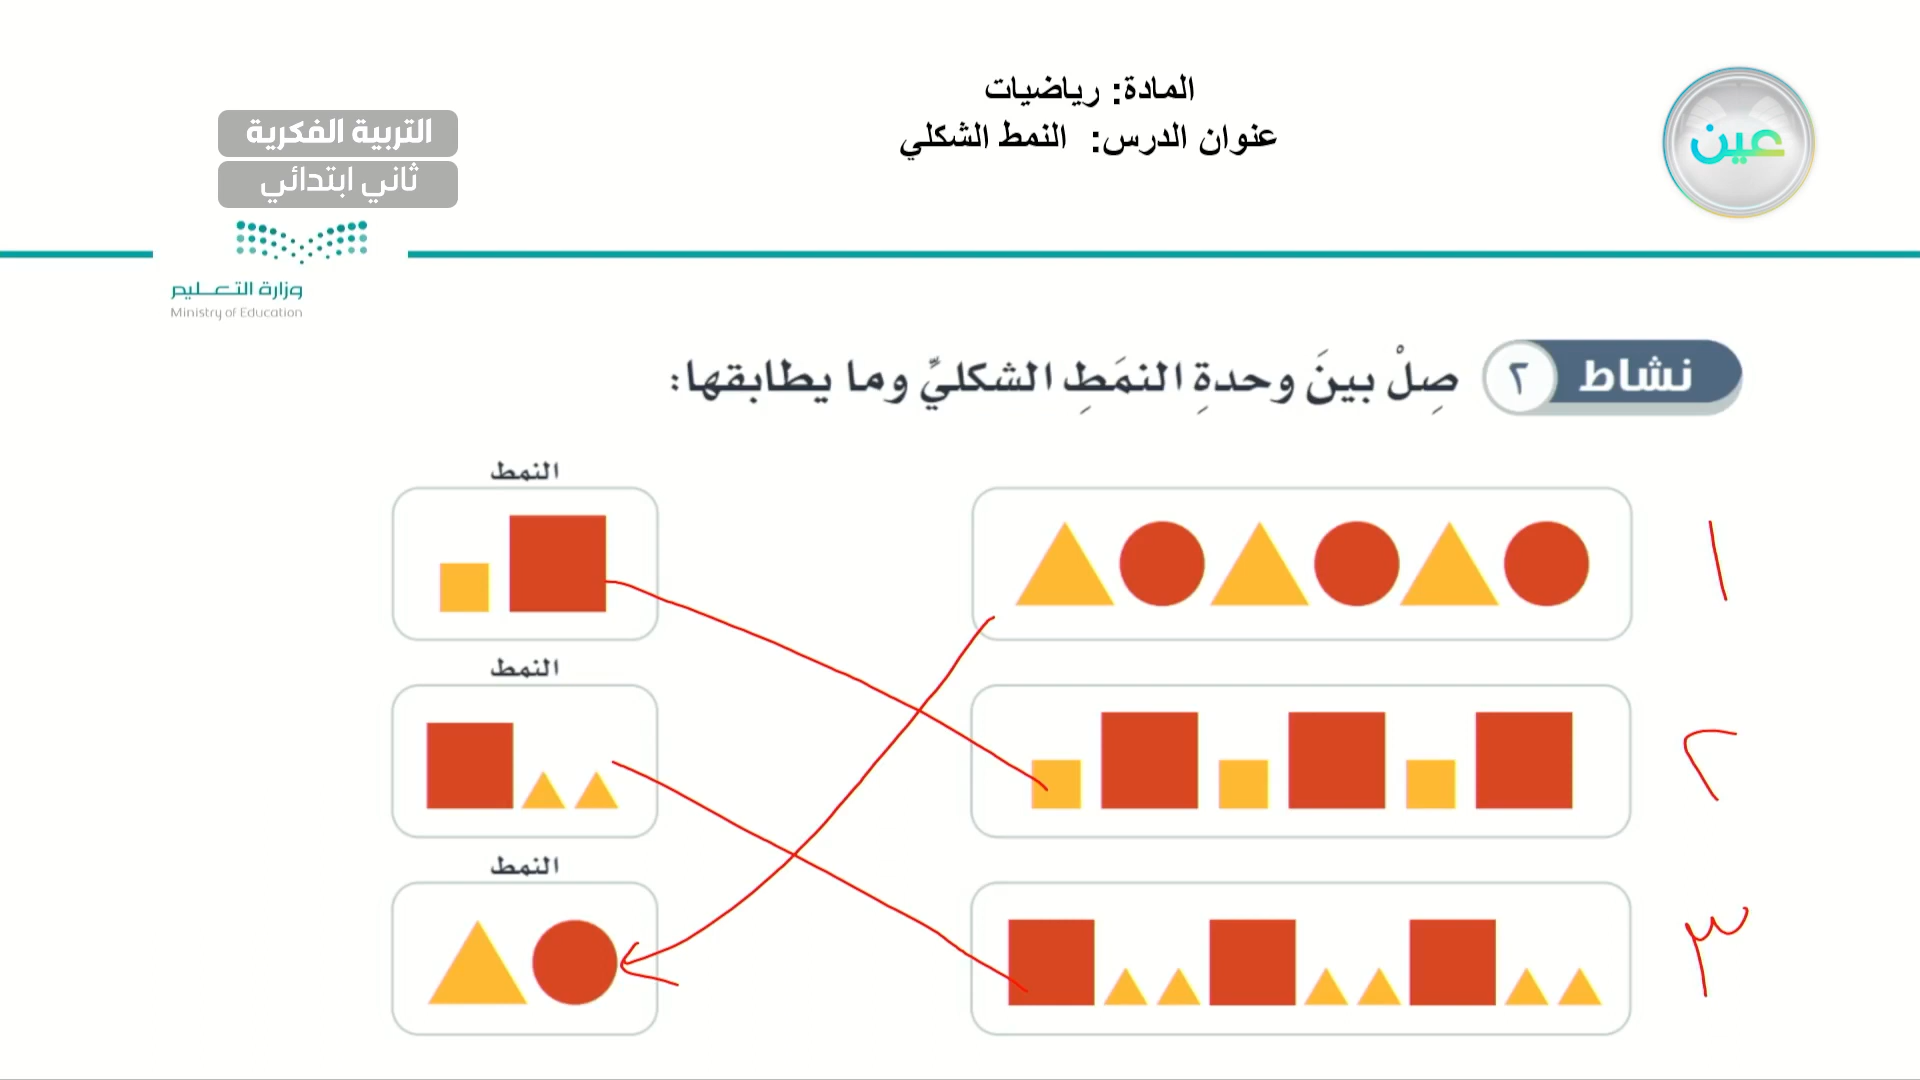 المادة: رياضيات
عنوان الدرس: النمط الشكلي
عين
التربية الفكرية
ثاني ابتدائي
وزارة التعليم
Ministry of Education
نشاط ٢ صِلْ بينَ وحدةِ النمَطِ الشكليِّ وما يطابقها:
١
النمط
٢
النمط
٣
النمط